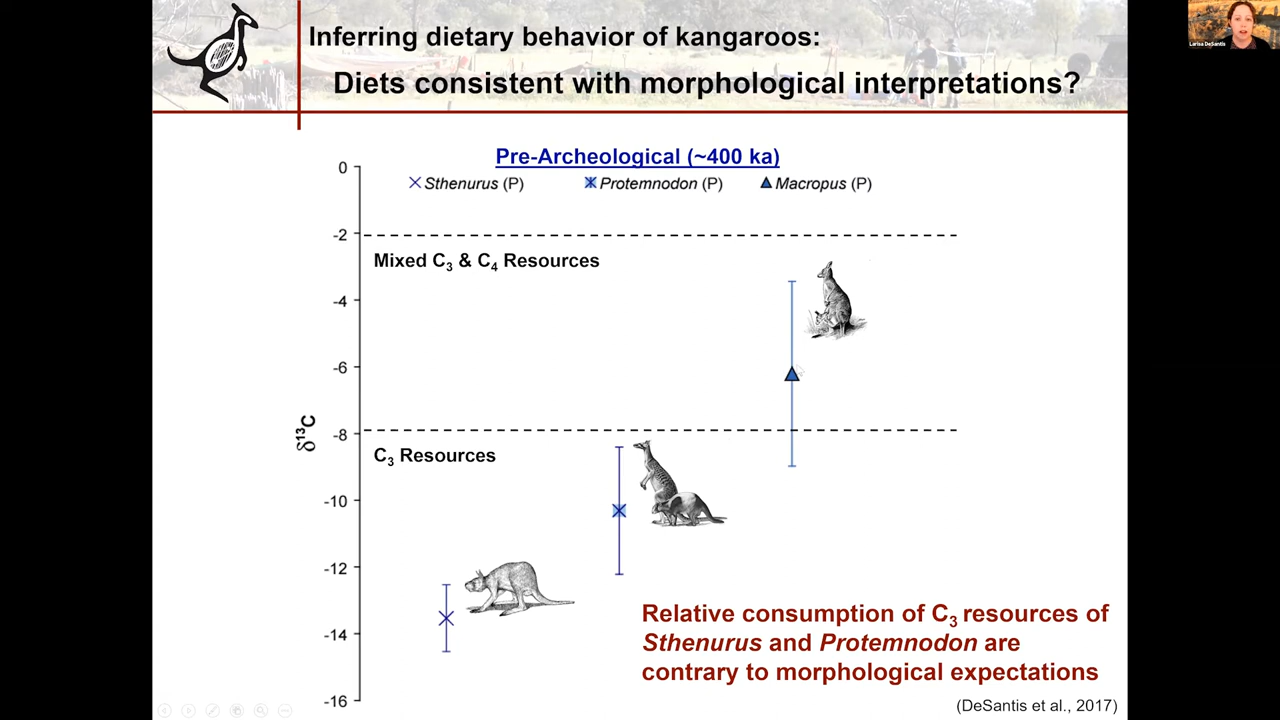 Inferring dietary behavior of kangaroos:
Diets consistent with morphological interpretations?
Larisa DeSantis
Pre-Archeological (~400 ka)
Sthenurus (P) Protemnodon (P) Macropus (P)
0
-2
Mixed C3 & C4 Resources
-4
-6
δ13C
-8
C3 Resources
-10
-12
-14
-16
Relative consumption of C3 resources of
Sthenurus and Protemnodon are
contrary to morphological expectations
(DeSantis et al., 2017)